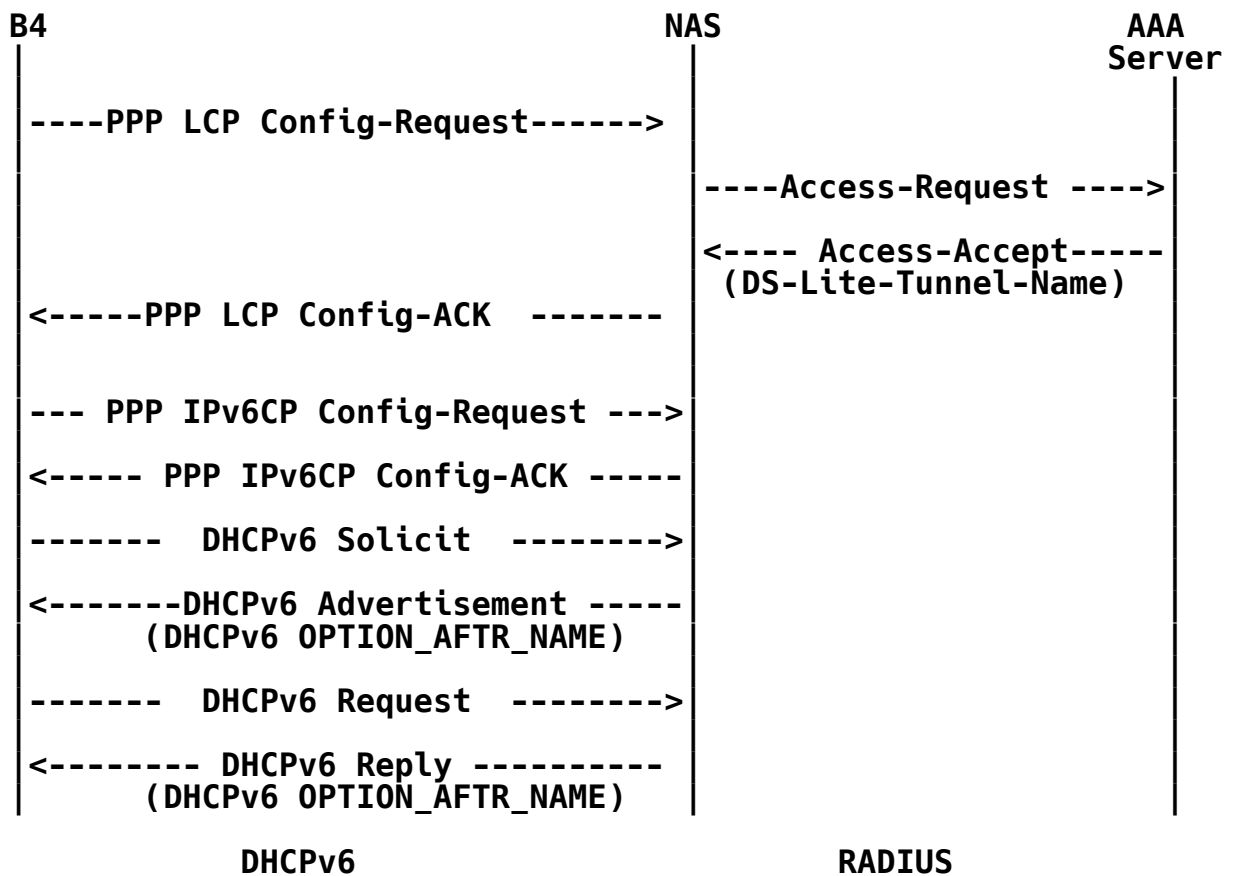 B4 NAS AAA
Server
----PPP LCP Config-Request------>
----Access-Request ---->
<---- Access-Accept-----
(DS-Lite-Tunnel-Name)
<-----PPP LCP Config-ACK  -------
--- PPP IPv6CP Config-Request --->
<----- PPP IPv6CP Config-ACK -----
-------  DHCPv6 Solicit  -------->
<-------DHCPv6 Advertisement -----
(DHCPv6 OPTION_AFTR_NAME)
-------  DHCPv6 Request  -------->
<-------- DHCPv6 Reply ----------
(DHCPv6 OPTION_AFTR_NAME)
DHCPv6 RADIUS